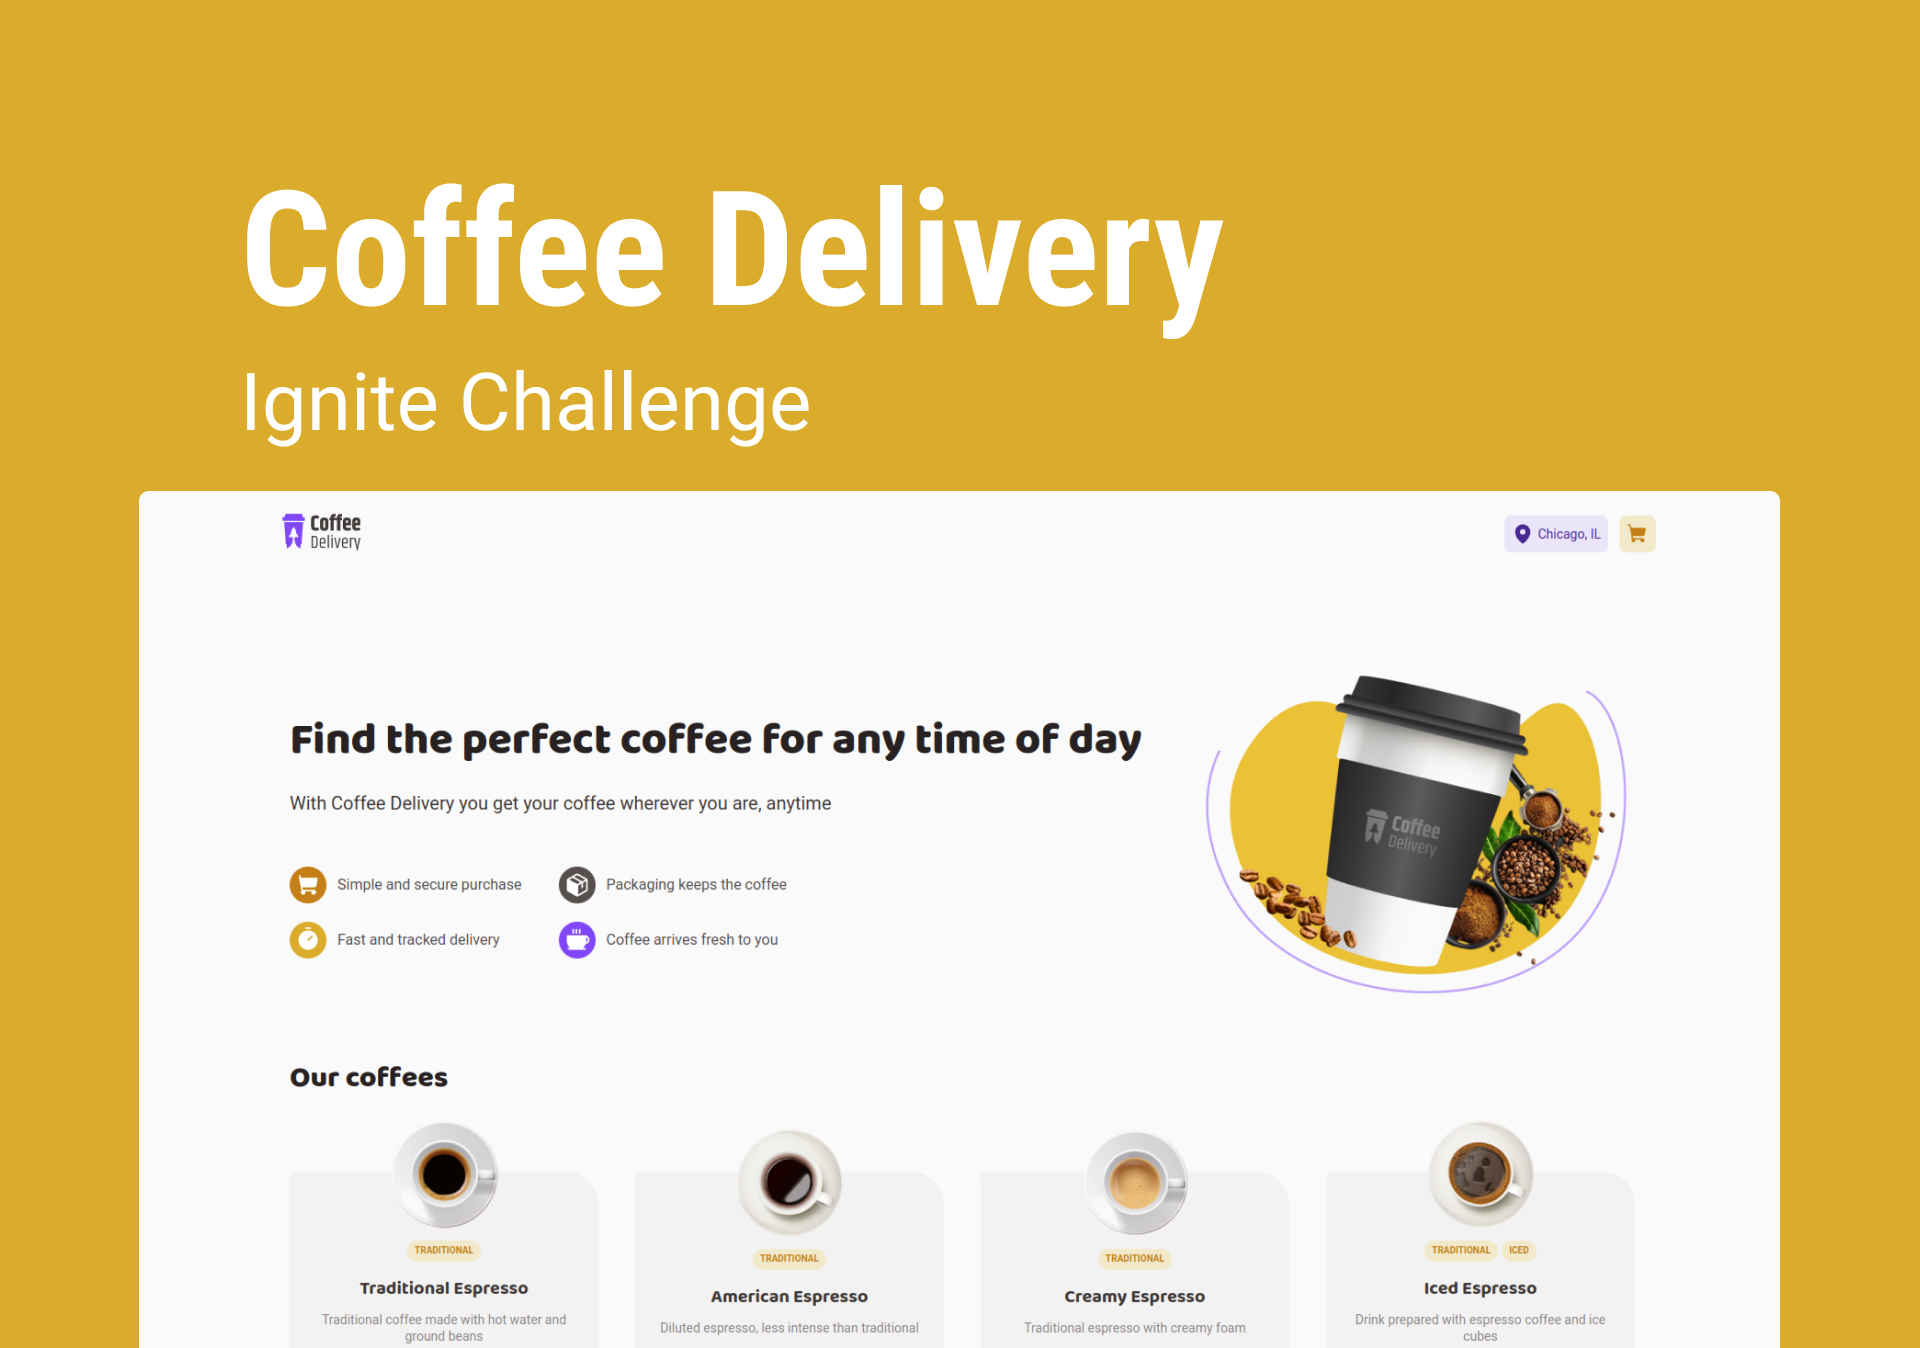 Coffee Delivery
Ignite Challenge
Coffee
Delivery
Chicago, IL
Find the perfect coffee for any time of day
With Coffee Delivery you get your coffee wherever you are, anytime
Simple and secure purchase
Packaging keeps the coffee
Fast and tracked delivery
Coffee arrives fresh to you
Coffee
Delivery
Our coffees
TRADITIONAL
Traditional Espresso
Traditional coffee made with hot water and
ground beans
TRADITIONAL
American Espresso
Diluted espresso, less intense than traditional
TRADITIONAL
Creamy Espresso
Traditional espresso with creamy foam
TRADITIONAL ICED
Iced Espresso
Drink prepared with espresso coffee and ice
cubes